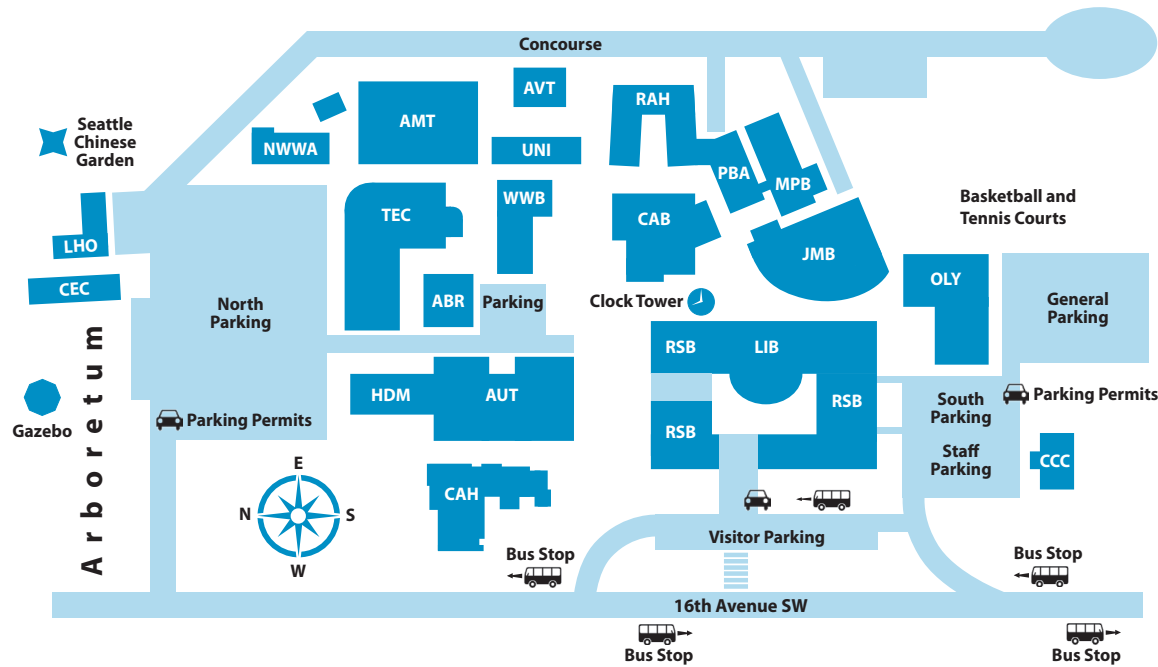 Concourse
AVT
RAH
AMT
Seattle
Chinese
Garden
NWWA
UNI
PBA
MPB
WWB
Basketball and
Tennis Courts
TEC
CAB
LHO
JMB
CEC
OLY
North
Parking
ABR
Parking
Clock Tower
General
Parking
RSB
LIB
Arboretum
HDM
AUT
RSB
South
Parking
Parking Permits
Gazebo
Parking Permits
RSB
Staff
Parking
CCC
E
N
S
W
CAH
Visitor Parking
Bus Stop
Bus Stop
16th Avenue SW
Bus Stop
Bus Stop